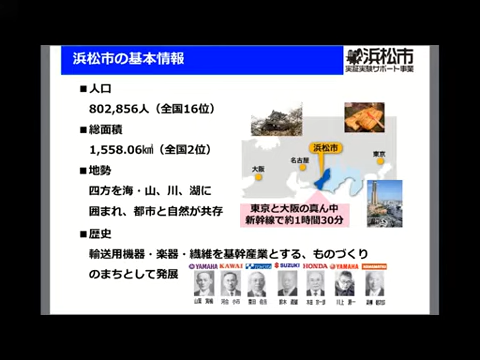 浜松市の基本情報
浜松市
実証実験サポート事業
■人口
802,856人（全国16位）
■総面積
1,558.06㎢（全国2位）
■地勢
四方を海・山、川、湖に
囲まれ、都市と自然が共存
浜松市
大阪
名古屋
東京
東京と大阪の真ん中
新幹線で約1時間30分
■歴史
輸送用機器・楽器・繊維を基幹産業とする、ものづくり
のまちとして発展
YAMAHA KAWAI TOYOTA SUZUKI HONDA YAMAHA